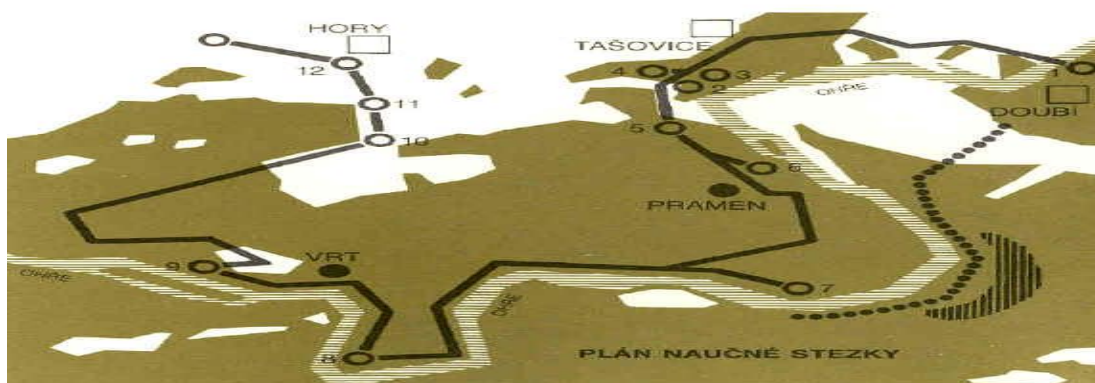 HORY
12
11
10
TAŠOVICE
4
3
2
1
OHŘE
DOUBÍ
5
6
PRAMEN
9
OHŘE
VRT
OHŘE
7
8
PLÁN NAUČNÉ STEZKY